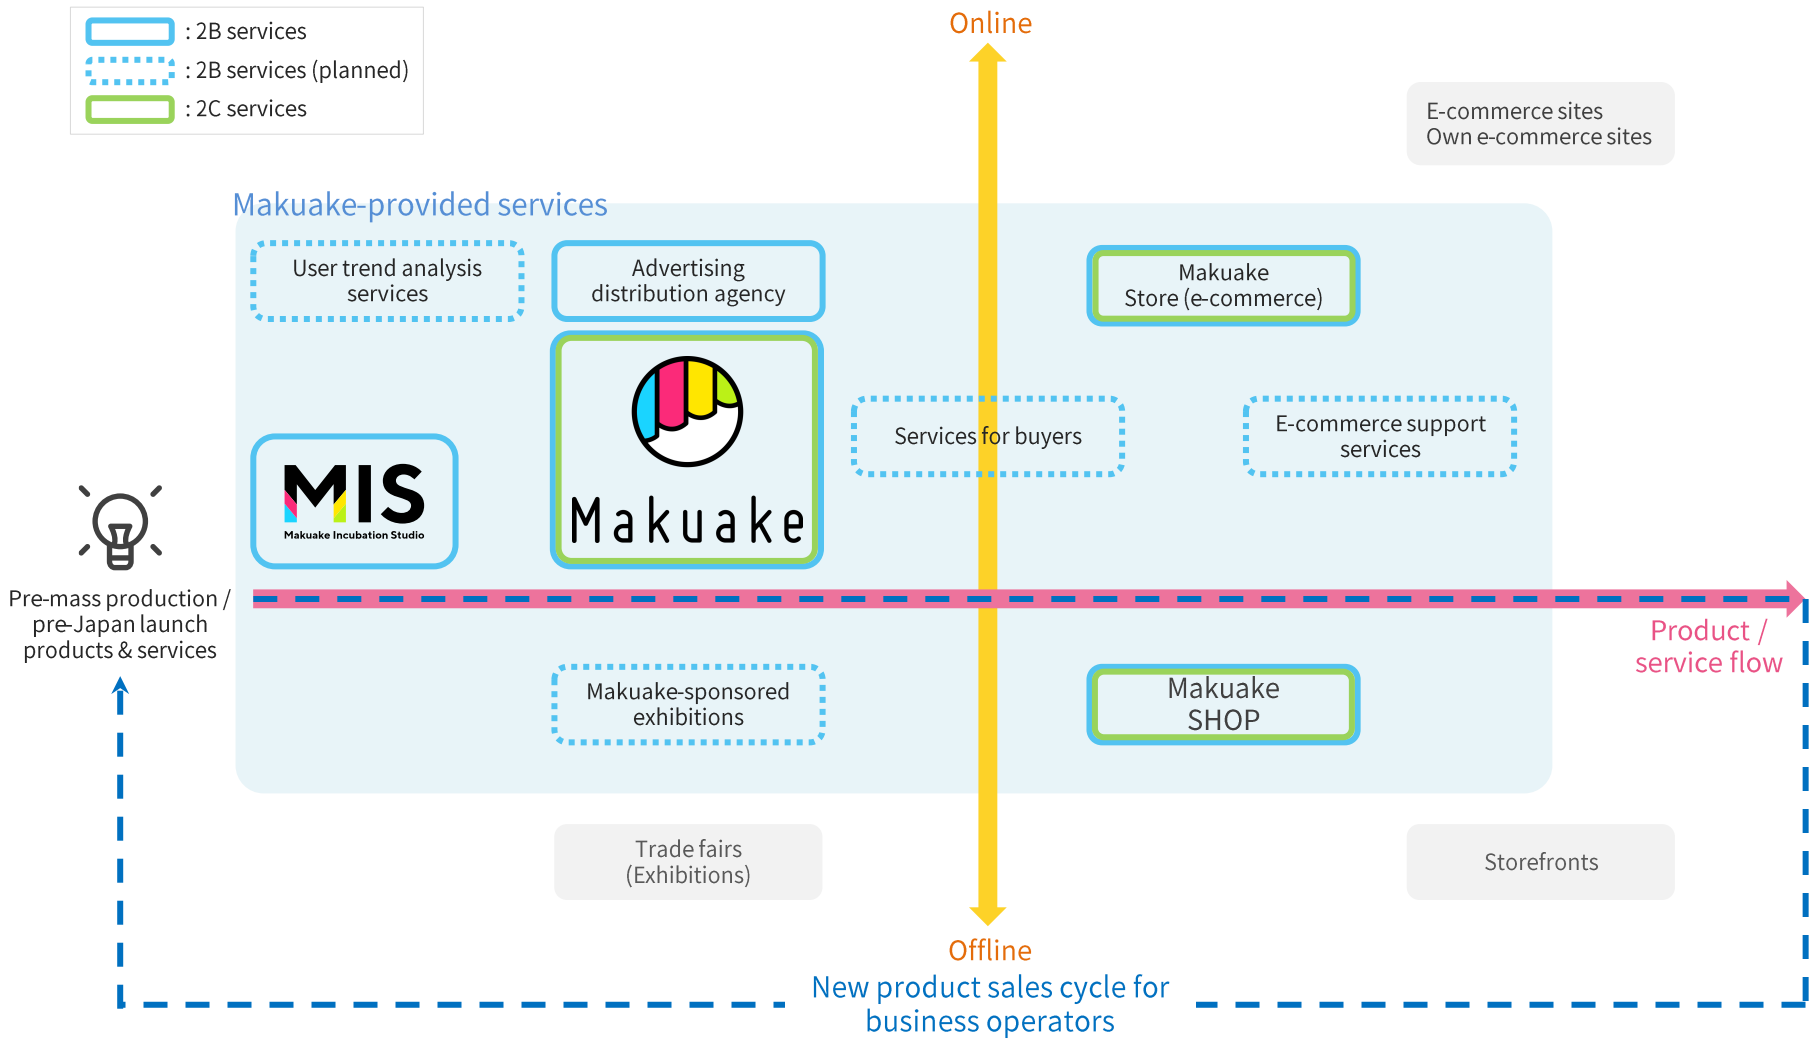 : 2B services
: 2B services (planned)
: 2C services
Online
E-commerce sites
Own e-commerce sites
Makuake-provided services
User trend analysis
services
Advertising
distribution agency
Makuake
Store (e-commerce)
MIS
Makuake Incubation Studio
Makuake
Services for buyers
E-commerce support
services
Pre-mass production /
pre-Japan launch
products & services
Product /
service flow
Makuake-sponsored
exhibitions
Makuake
SHOP
Trade fairs
(Exhibitions)
Storefronts
Offline
New product sales cycle for
business operators